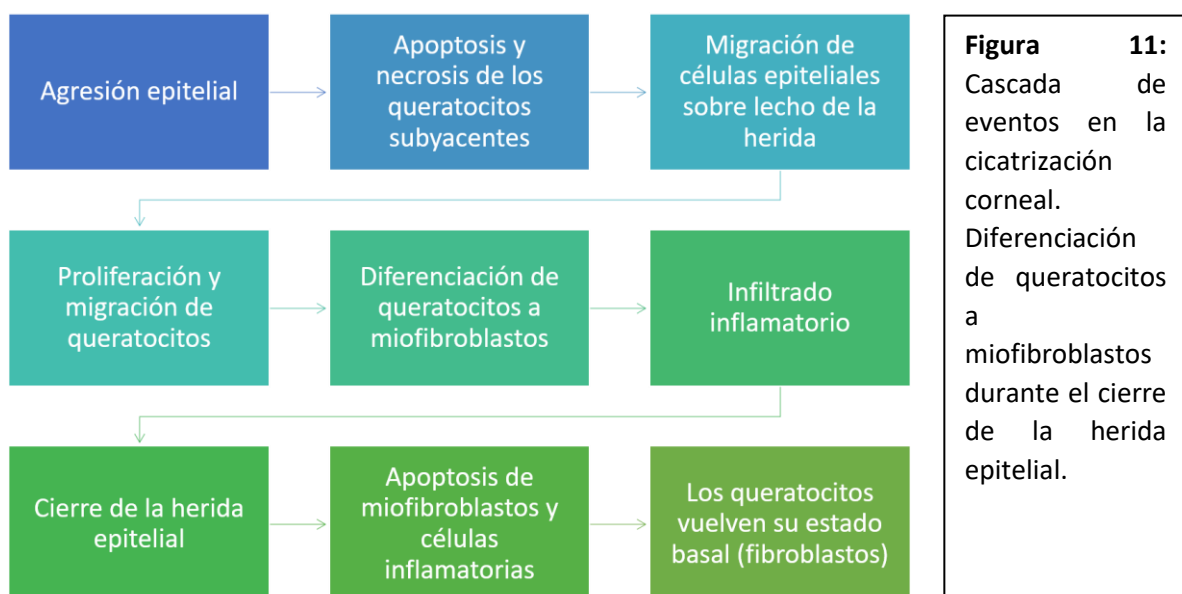 Agresión epitelial
Apoptosis y
necrosis de los
queratocitos
subyacentes
Migración de
células epiteliales
sobre lecho de la
herida
Proliferación y
migración de
queratocitos
Diferenciación de
queratocitos a
miofibroblastos
Infiltrado
inflamatorio
Cierre de la herida
epitelial
Apoptosis de
miofibroblastos y
células
inflamatorias
Los queratocitos
vuelven su estado
basal (fibroblastos)
Figura 11:
Cascada de
eventos en la
cicatrización
corneal.
Diferenciación
de queratocitos
a
miofibroblastos
durante el cierre
de la herida
epitelial.